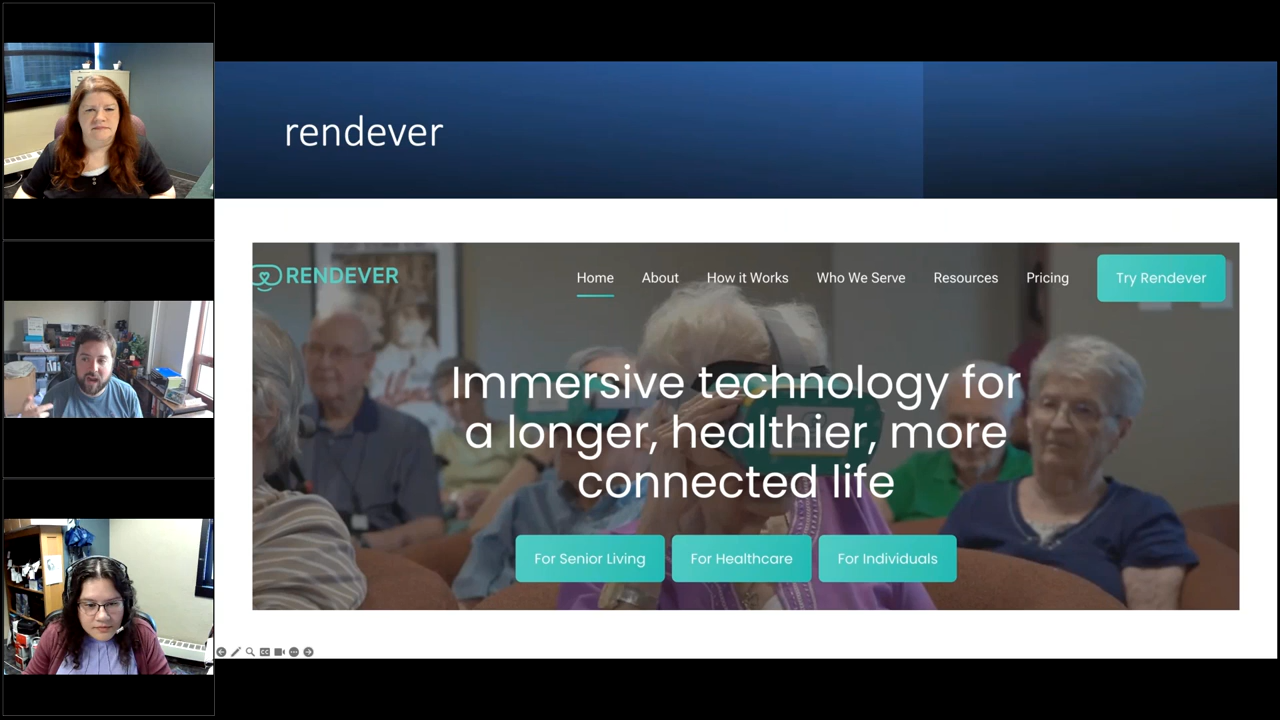 rendever
RENDEVER
Home About How it Works Who We Serve Resources Pricing Try Rendever
Immersive technology for
a longer, healthier, more
connected life
For Senior Living For Healthcare For Individuals